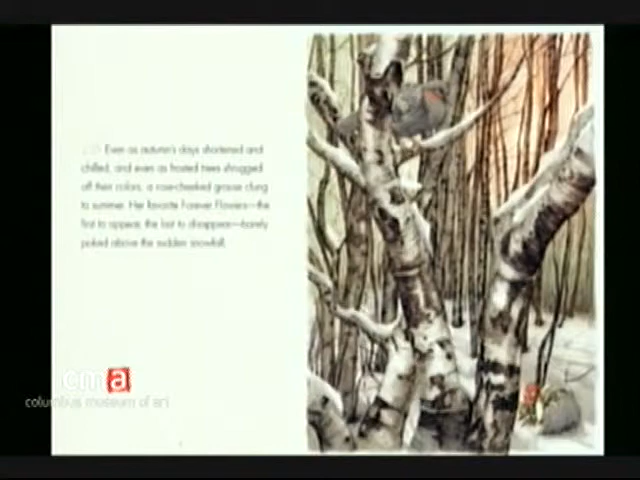 Even as autumn's days shortened and
chilled, and even as frosted trees shrugged
off their colors, a rose-cheeked grouse clung
to summer. Her favorite Forever Flowers—the
first to appear, the last to disappear—barely
poked above the sudden snowfall.
cma
columbus museum of art